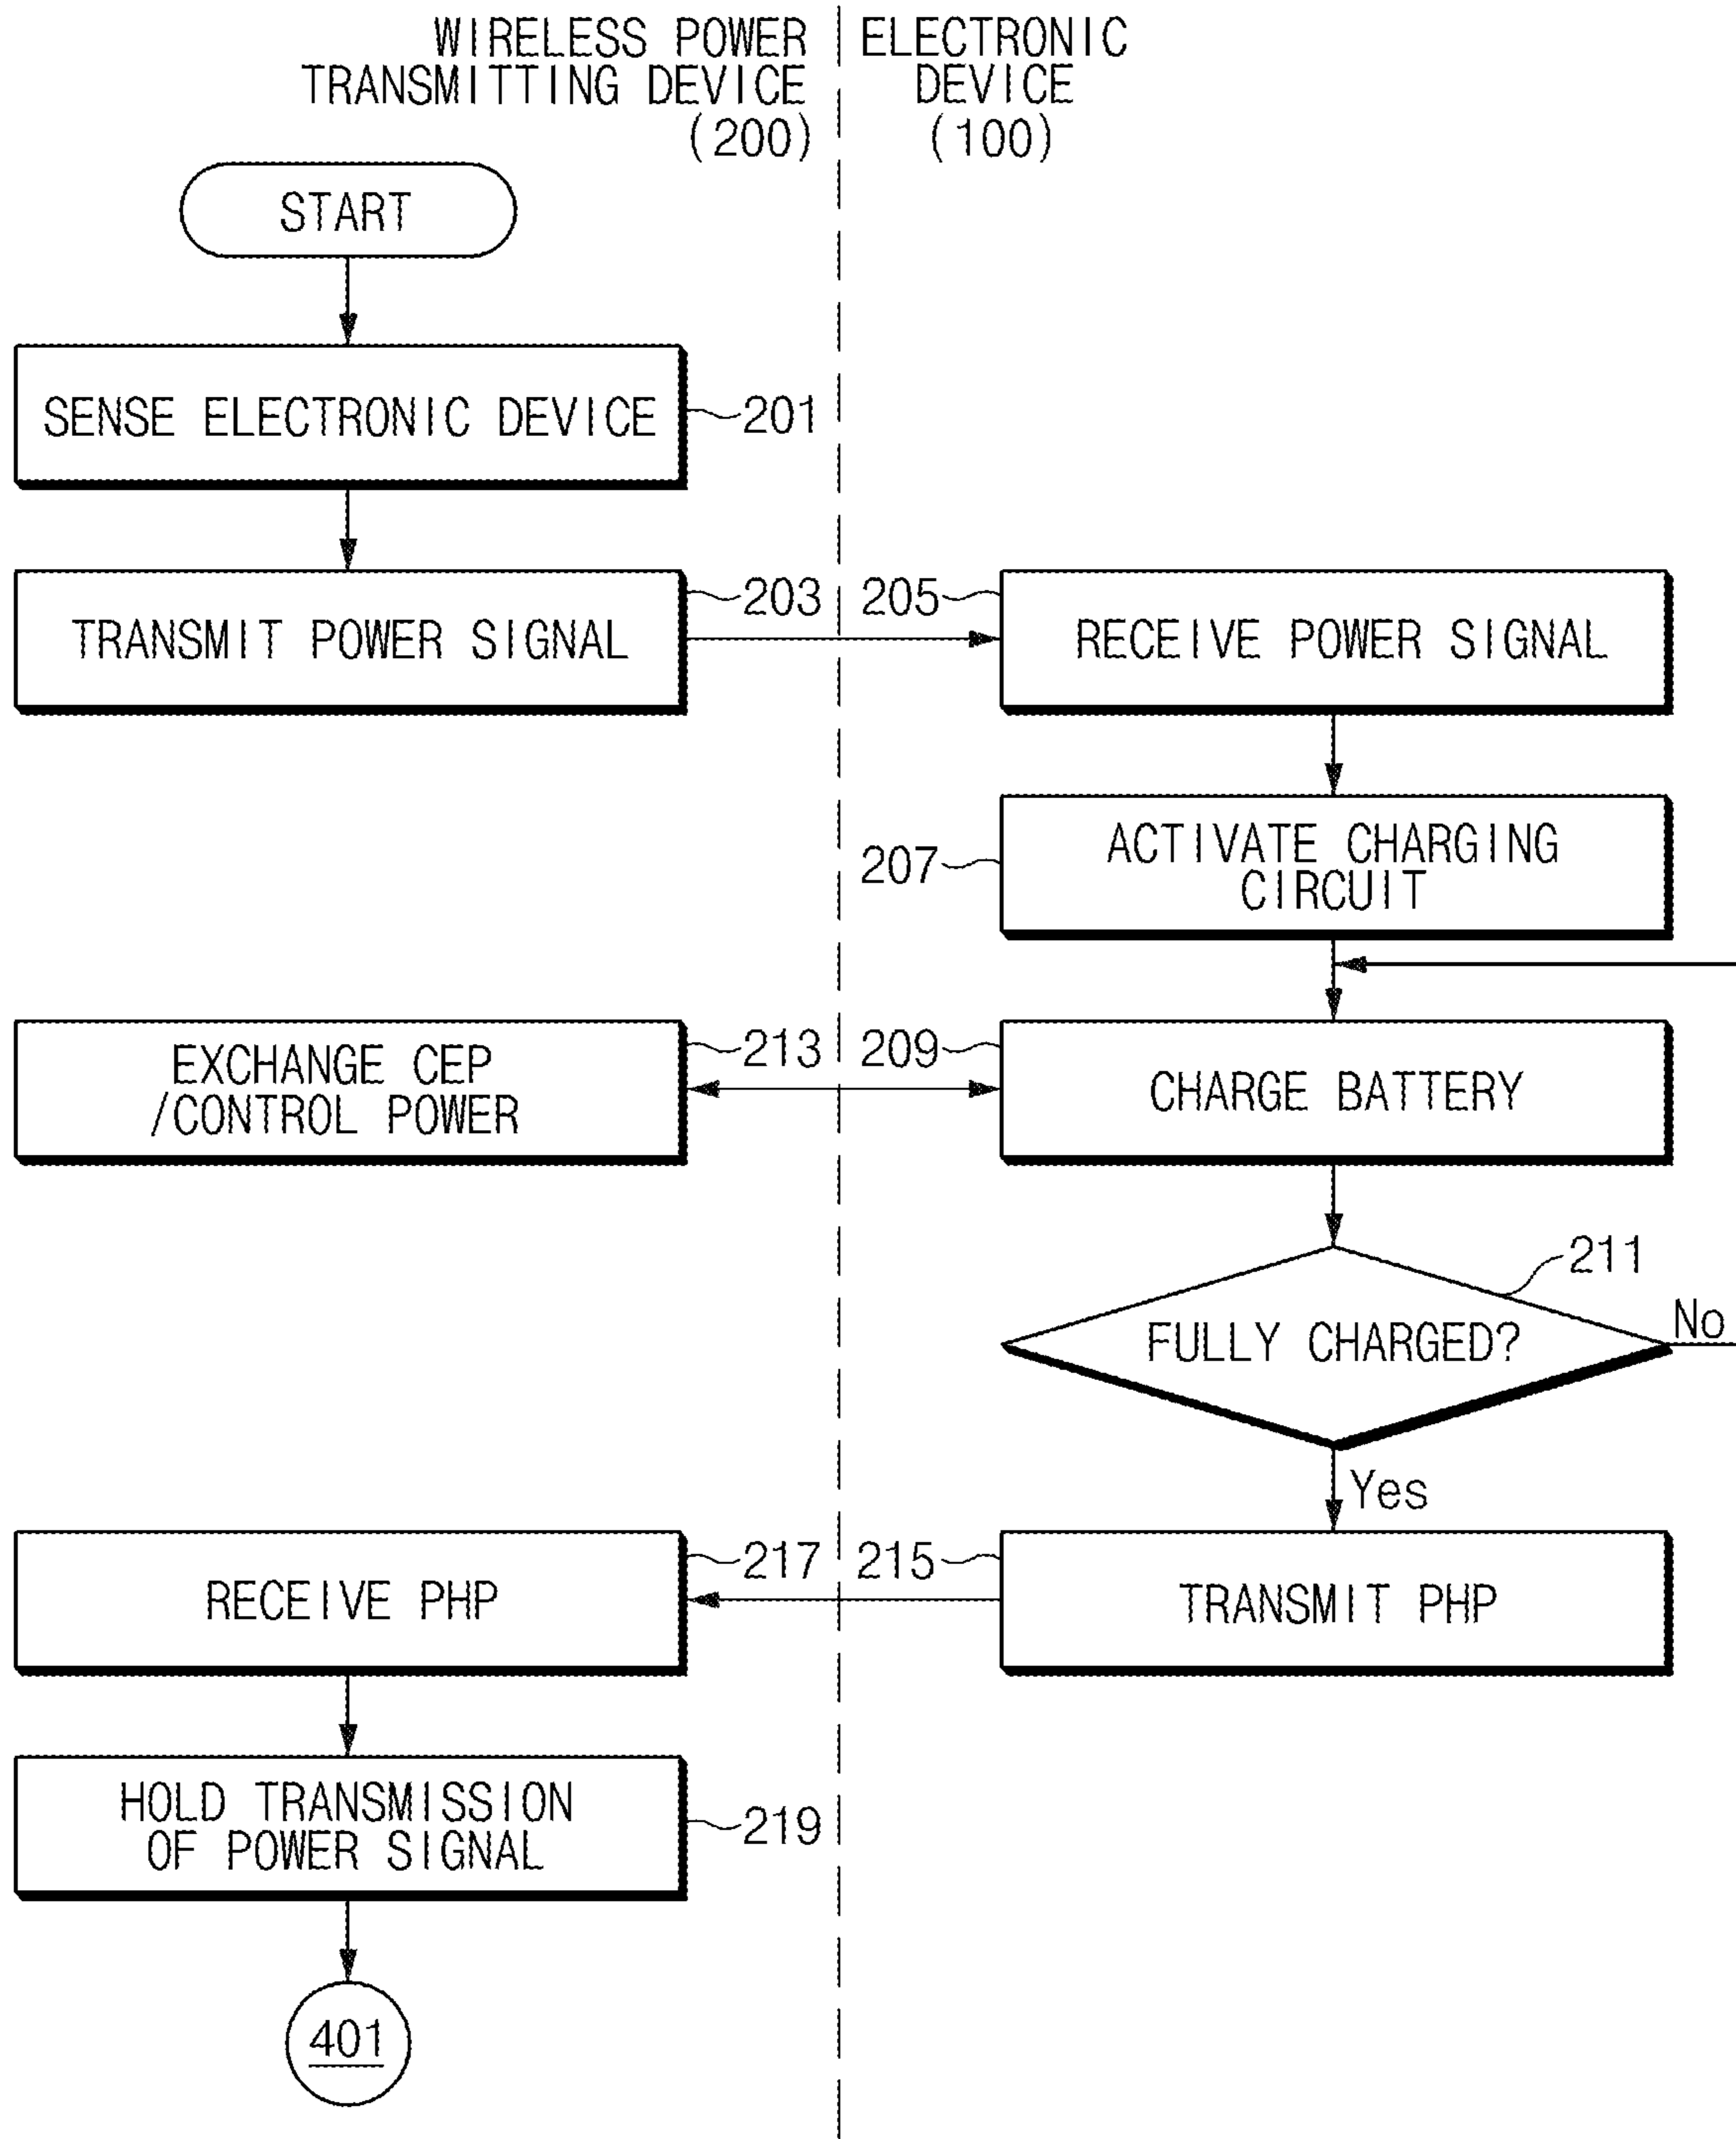 WIRELESS POWER
TRANSMITTING DEVICE
(200)
ELECTRONIC
DEVICE
(100)
START
SENSE ELECTRONIC DEVICE
201
TRANSMIT POWER SIGNAL
203
205
RECEIVE POWER SIGNAL
207
ACTIVATE CHARGING
CIRCUIT
EXCHANGE CEP
/CONTROL POWER
213
209
CHARGE BATTERY
211
FULLY CHARGED?
No
Yes
RECEIVE PHP
217
215
TRANSMIT PHP
HOLD TRANSMISSION
OF POWER SIGNAL
219
401